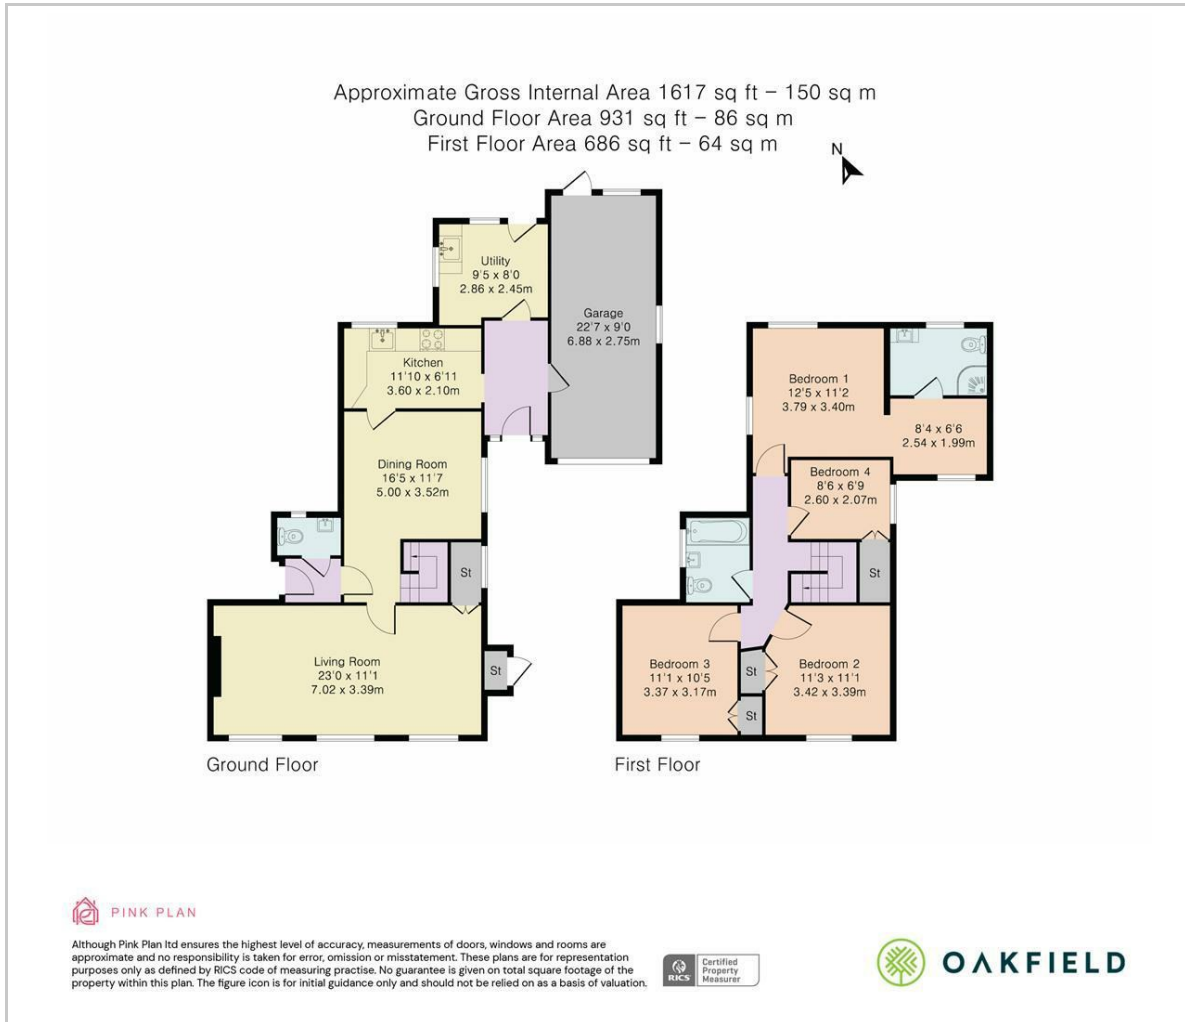 Approximate Gross Internal Area 1617 sq ft – 150 sq m
Ground Floor Area 931 sq ft – 86 sq m
First Floor Area 686 sq ft – 64 sq m
N
Utility
9'5 x 8'0
2.86 x 2.45m
Garage
22'7 x 9'0
6.88 x 2.75m
Kitchen
11'10 x 6'11
3.60 x 2.10m
Dining Room
16'5 x 11'7
5.00 x 3.52m
St
Living Room
23'0 x 11'1
7.02 x 3.39m
St
Ground Floor
Bedroom 1
12'5 x 11'2
3.79 x 3.40m
8'4 x 6'6
2.54 x 1.99m
Bedroom 4
8'6 x 6'9
2.60 x 2.07m
St
Bedroom 3
11'1 x 10'5
3.37 x 3.17m
St
St
Bedroom 2
11'3 x 11'1
3.42 x 3.39m
First Floor
PINK PLAN
Although Pink Plan ltd ensures the highest level of accuracy, measurements of doors, windows and rooms are
approximate and no responsibility is taken for error, omission or misstatement. These plans are for representation
purposes only as defined by RICS code of measuring practise. No guarantee is given on total square footage of the
property within this plan. The figure icon is for initial guidance only and should not be relied on as a basis of valuation.
RICS
Certified
Property
Measurer
OAKFIELD